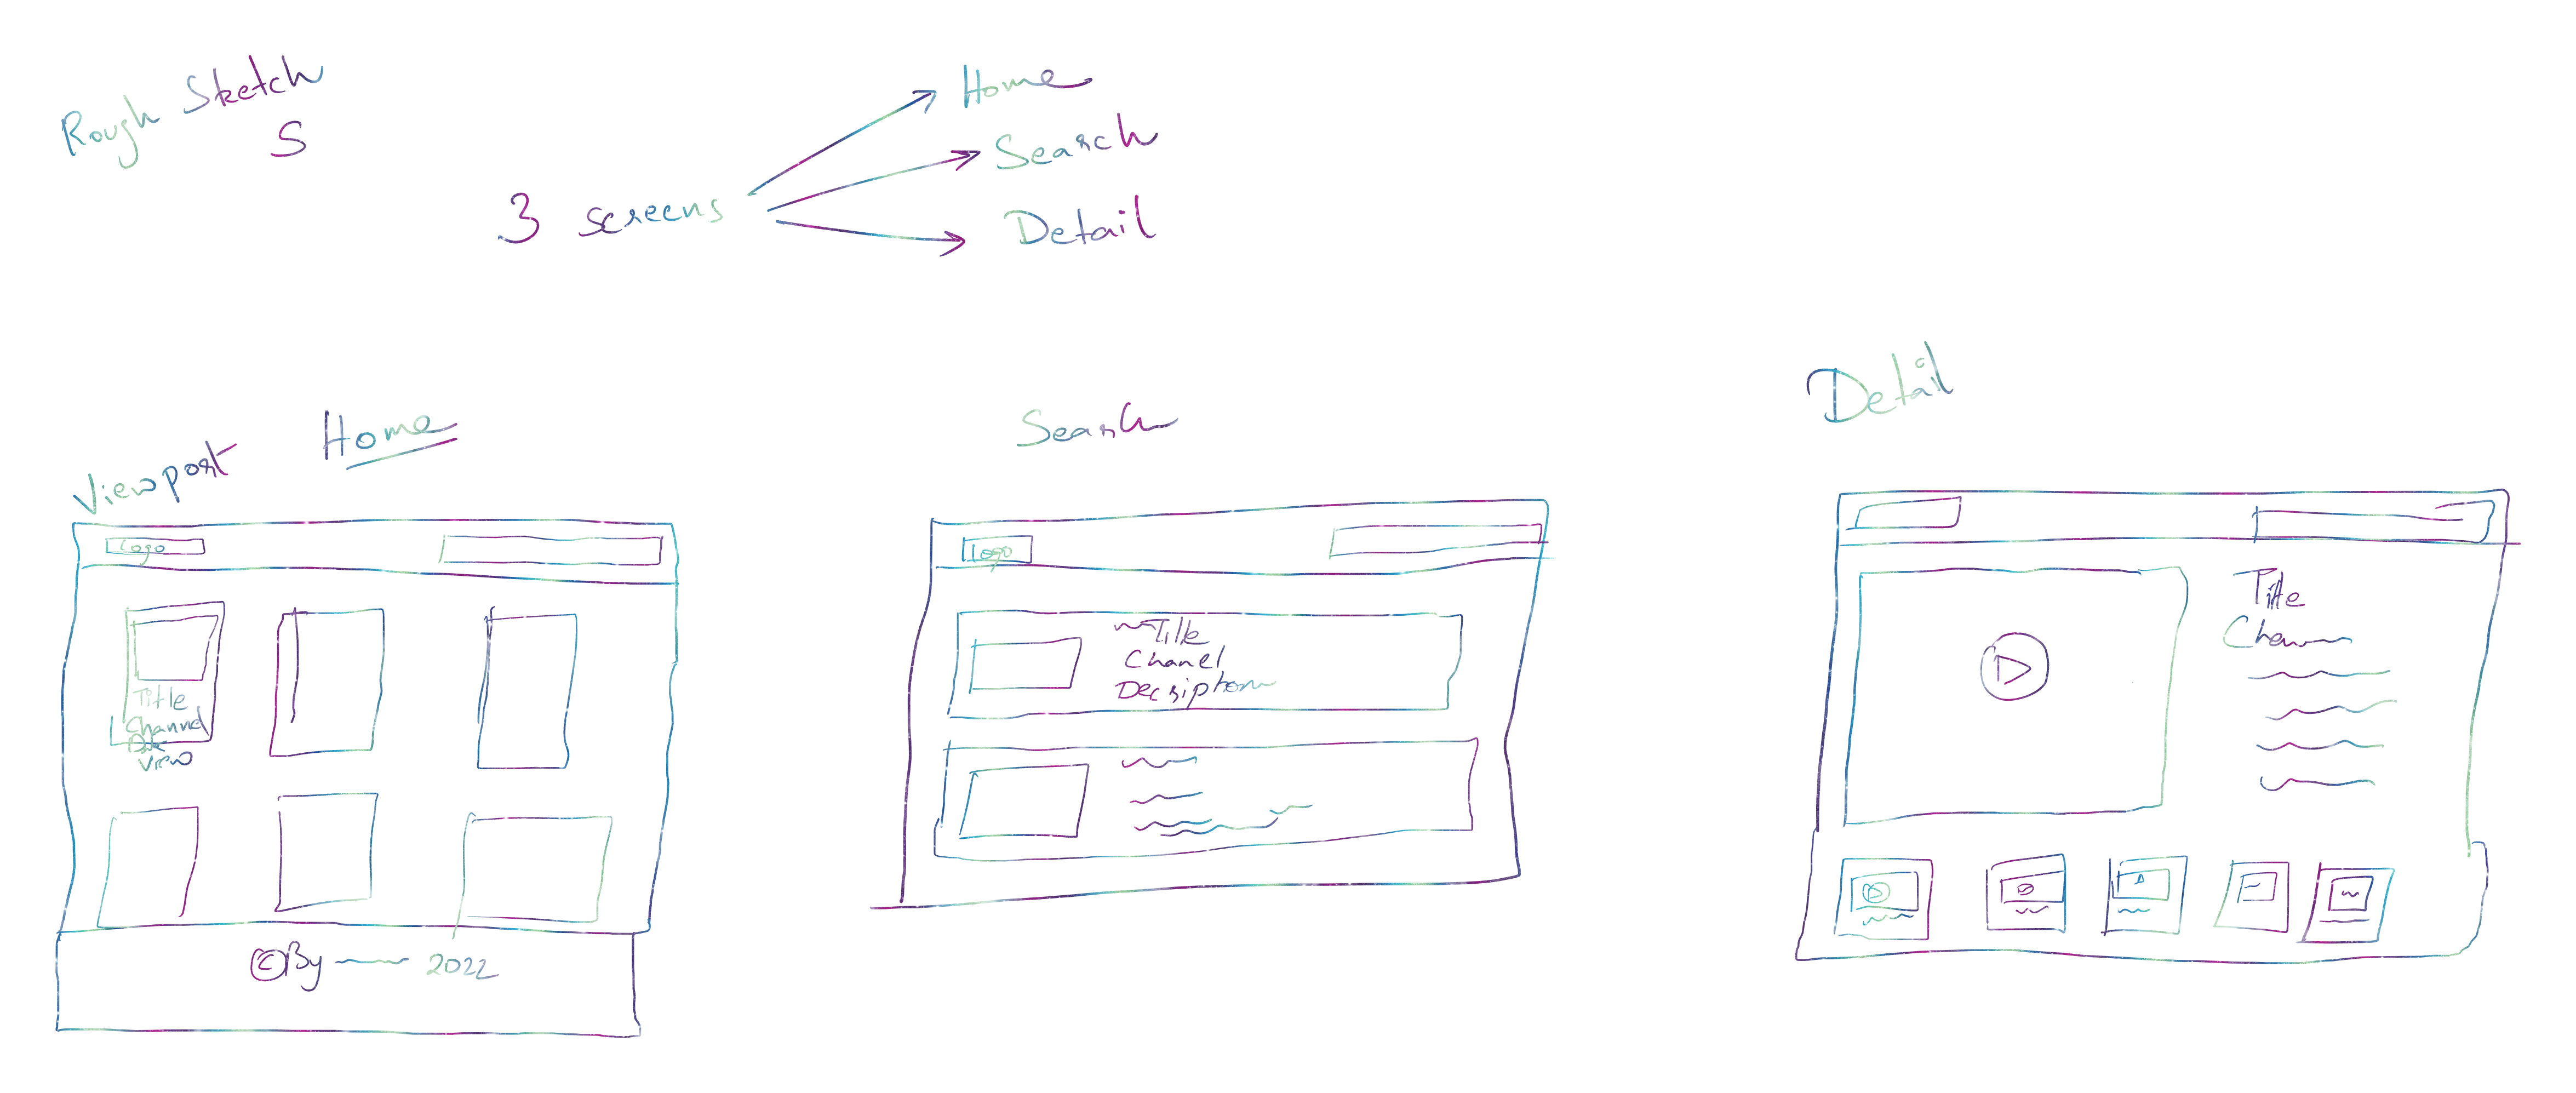 Rough Sketch
S
3 screens
Home
Search
Detail
Viewport
Home
Logo
Title
Channel
Date
View
©By 2022
Search
Logo
Title
Chanel
Decsiption
Detail
Title
Chan